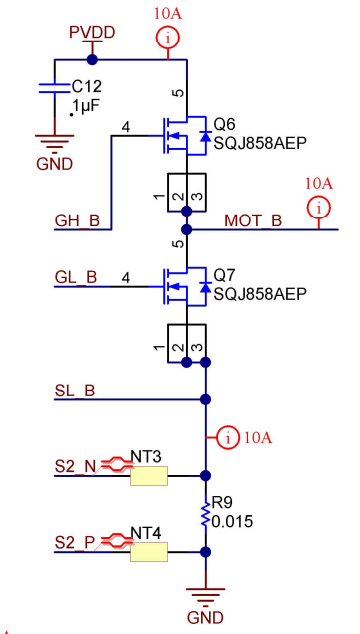 10A
PVDD
i
C12
1µF
GND
5
Q6
SQJ858AEP
4
1
2
3
GH_B
10A
i
MOT_B
5
Q7
SQJ858AEP
GL_B
4
1
2
3
SL_B
i
10A
S2_N
NT3
R9
0.015
S2_P
NT4
GND